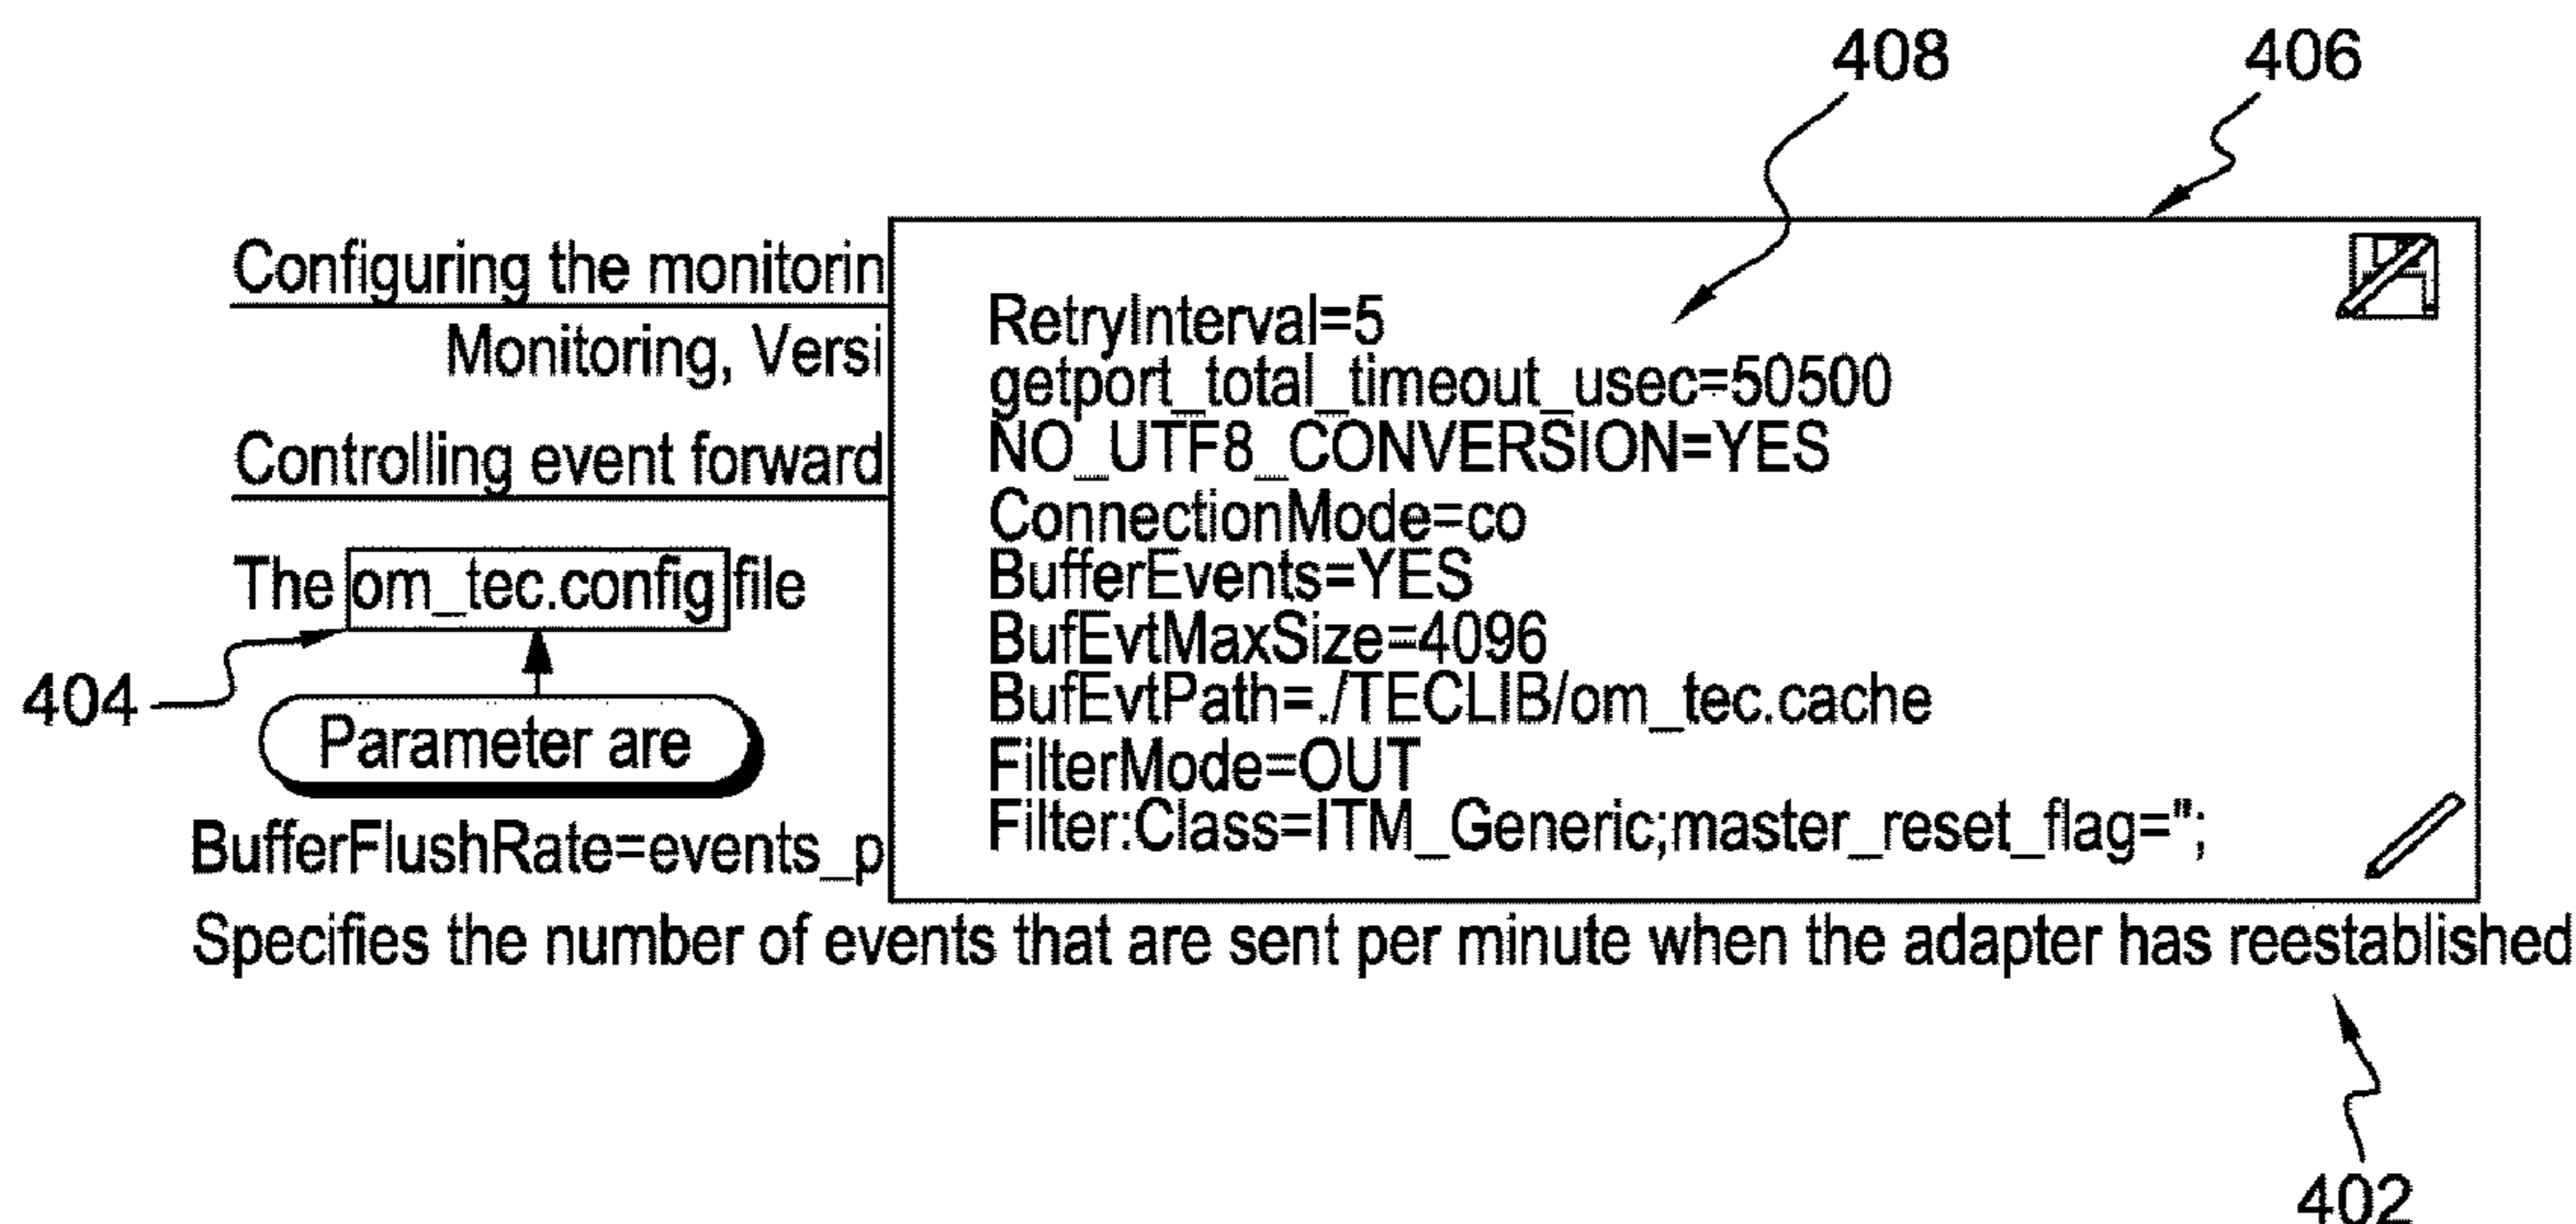 408
406
Configuring the monitorin
Monitoring, Versi
Controlling event forward
The om_tec.config file
404
Parameter are
BufferFlushRate=events_p
RetryInterval=5
getport_total_timeout_usec=50500
NO_UTF8_CONVERSION=YES
ConnectionMode=co
BufferEvents=YES
BufEvtMaxSize=4096
BufEvtPath=./TECLIB/om_tec.cache
FilterMode=OUT
Filter:Class=ITM_Generic;master_reset_flag='';
Specifies the number of events that are sent per minute when the adapter has reestablished
402